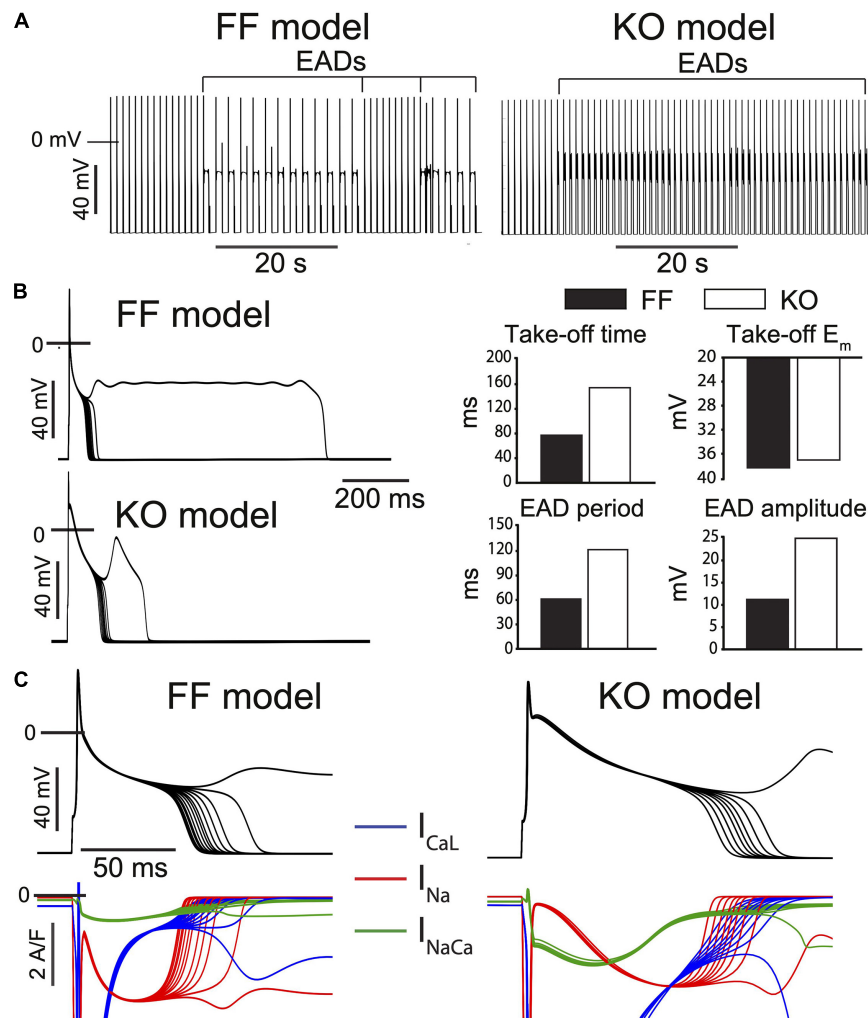 A
FF model
KO model
EADs
EADs
0 mV
40 mV
20 s
20 s
B
FF model
0
40 mV
200 ms
KO model
0
40 mV
FF
KO
Take-off time
200
160
120
80
40
0
ms
Take-off Em
20
24
28
32
36
40
mV
EAD period
150
120
90
60
30
0
ms
EAD amplitude
25
20
15
10
5
0
mV
C
FF model
KO model
0
40 mV
50 ms
ICaL
INa
INaCa
0
2 A/F